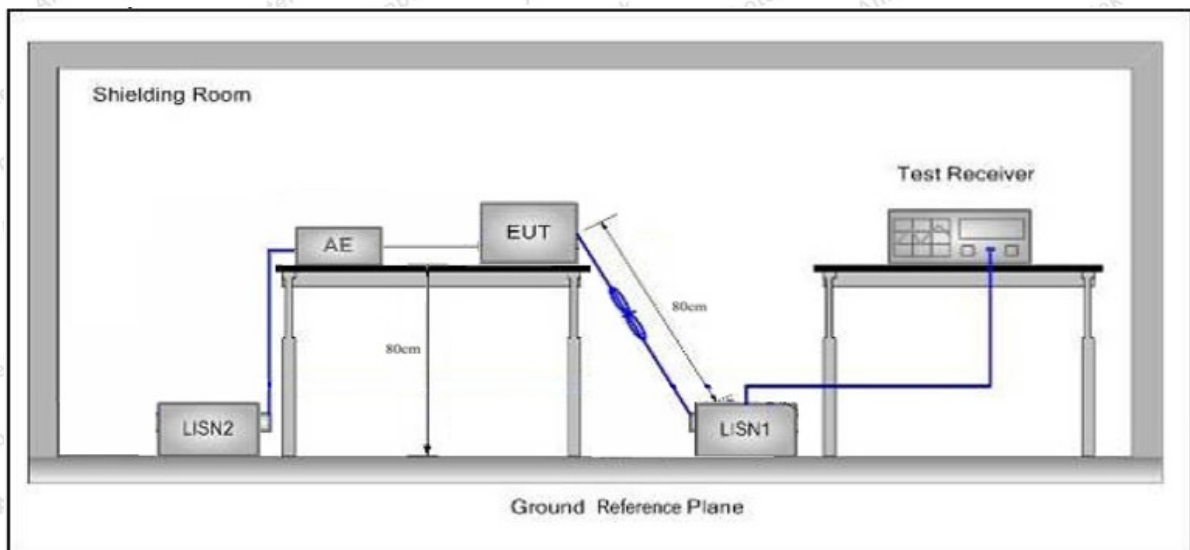 Shielding Room
Test Receiver
EUT
AE
80cm
80cm
LISN2
LISN1
Ground Reference Plane